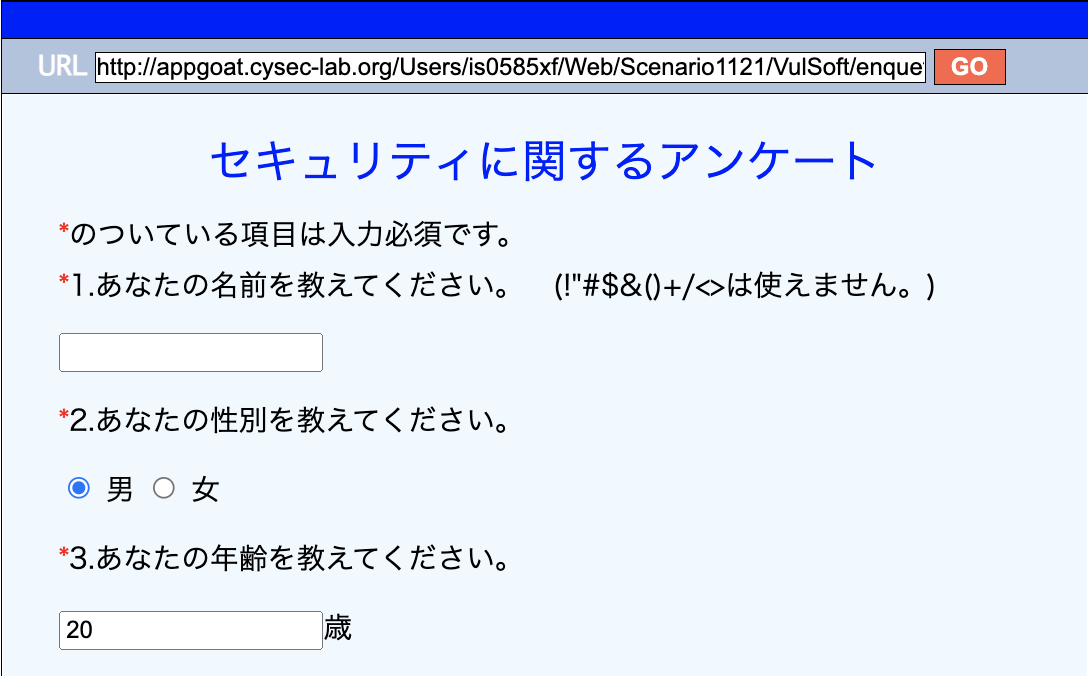 URL http://appgoat.cysec-lab.org/Users/is0585xf/Web/Scenario1121/VulSoft/enque GO
セキュリティに関するアンケート
*のついている項目は入力必須です。
*1.あなたの名前を教えてください。 (!"#$&()+/<>は使えません。)
*2.あなたの性別を教えてください。
男 女
*3.あなたの年齢を教えてください。
20歳